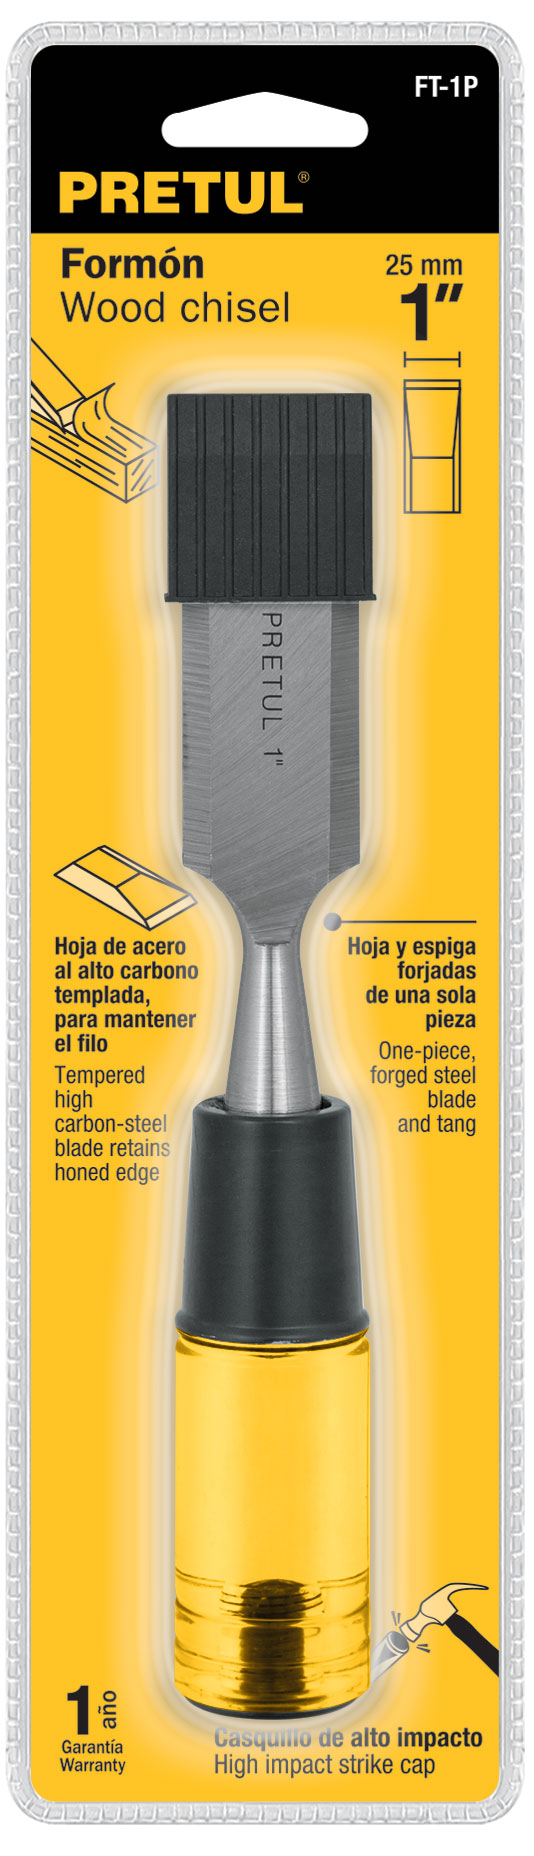 FT-1P
PRETUL®
Formón
Wood chisel
25 mm
1"
PRETUL 1"
Hoja de acero
al alto carbono
templada,
para mantener
el filo
Tempered
high
carbon-steel
blade retains
honed edge
Hoja y espiga
forjadas
de una sola
pieza
One-piece,
forged steel
blade
and tang
1 año
Garantía
Warranty
Casquillo de alto impacto
High impact strike cap